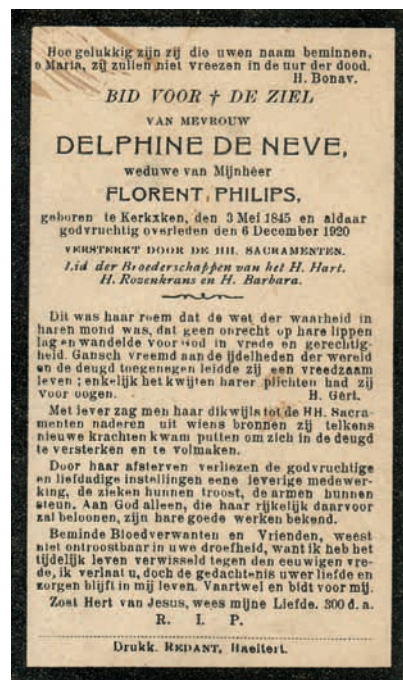 Hoe gelukkig zijn zij die uwen naam beminnen,
o Maria, zij zullen niet vreezen in de uur der dood.
H. Bonav.
BID VOOR † DE ZIEL
VAN MEVROUW
DELPHINE DE NEVE,
weduwe van Mijnheer
FLORENT PHILIPS,
geboren te Kerkxken, den 3 Mei 1845 en aldaar
godvruchtig overleden den 6 December 1920
VERSTERKT DOOR DE HH. SACRAMENTEN.
Lid der Broederschappen van het H. Hart.
H. Rozenkrans en H. Barbara.
Dit was haar roem dat de wet der waarheid in
haren mond was, dat geen onrecht op hare lippen
lag en wandelde voor God in vrede en gerechtig-
heid. Gansch vreemd aan de ijdelheden der wereld
en de deugd toegenegen leidde zij een vreedzaam
leven ; enkelijk het kwijten harer plichten had zij
voor oogen. H. Gert.
Met iever zag men haar dikwijls tot de HH. Sacra-
menten naderen uit wiens bronnen zij telkens
nieuwe krachten kwam putten om zich in de deugd
te versterken en te volmaken.
Door haar afsterven verliezen de godvruchtige
en liefdadige instellingen eene ieverige medewer-
king, de zieken hunnen troost, de armen hunnen
steun. Aan God alleen, die haar rijkelijk daarvoor
zal beloonen, zijn hare goede werken bekend.
Beminde Bloedverwanten en Vrienden, weest
niet ontroostbaar in uwe droefheid, want ik heb het
tijdelijk leven verwisseld tegen den eeuwigen vre-
de, ik verlaat u, doch de gedachtenis uwer liefde en
zorgen blijft in mij leven. Vaartwel en bidt voor mij.
Zoet Hert van Jesus, wees mijne Liefde. 300 d. a.
R. I. P.
Drukk. REDANT, Haeltert.